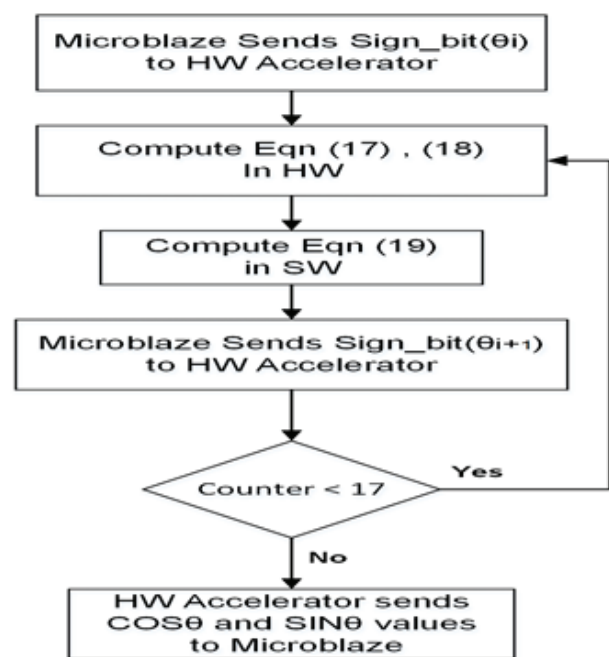 Microblaze Sends Sign_bit(θi)
to HW Accelerator
Compute Eqn (17) , (18)
In HW
Compute Eqn (19)
in SW
Microblaze Sends Sign_bit(θi+1)
to HW Accelerator
Counter < 17
Yes
No
HW Accelerator sends
COSθ and SINθ values
to Microblaze